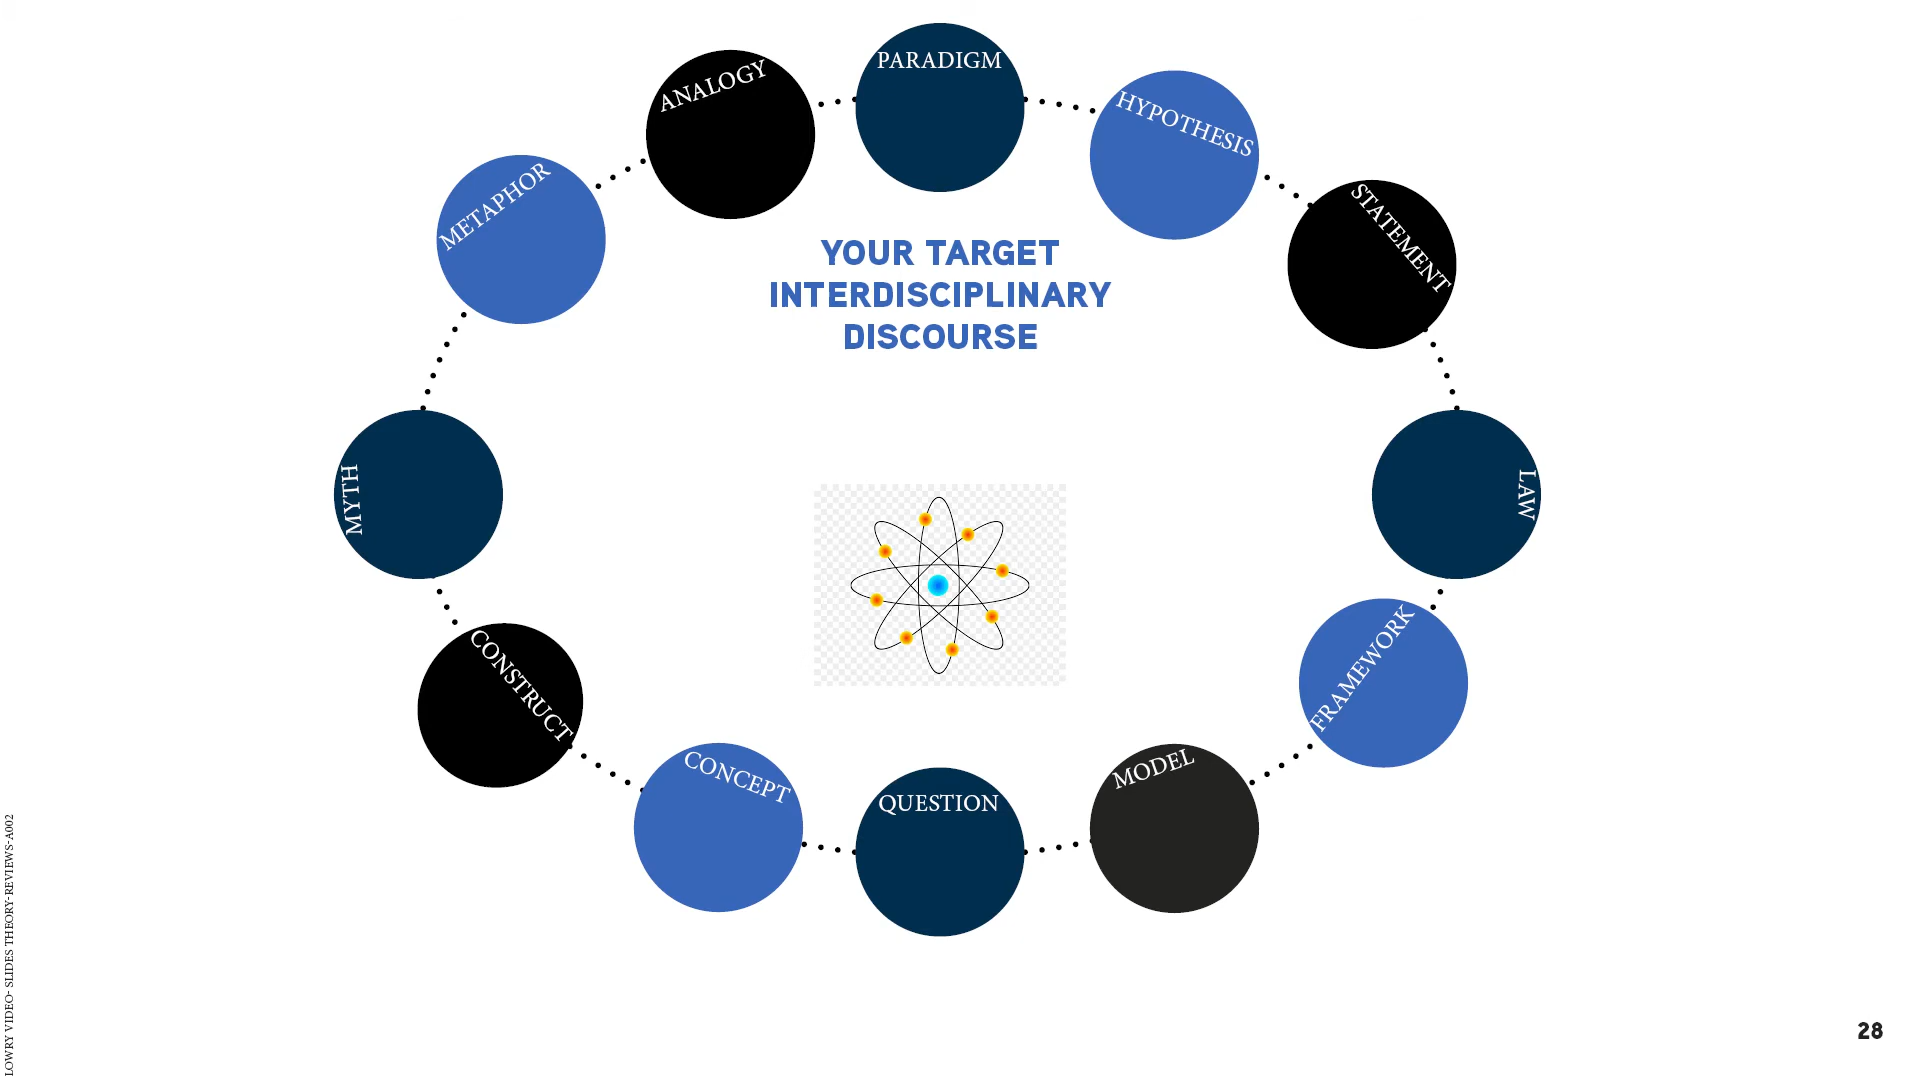 PARADIGM
ANALOGY
HYPOTHESIS
METAPHOR
STATEMENT
YOUR TARGET
INTERDISCIPLINARY
DISCOURSE
MYTH
LAW
CONSTRUCT
FRAMEWORK
CONCEPT
QUESTION
MODEL
LOWRY VIDEO- SLIDES THEORY-REVIEWS-A002
28